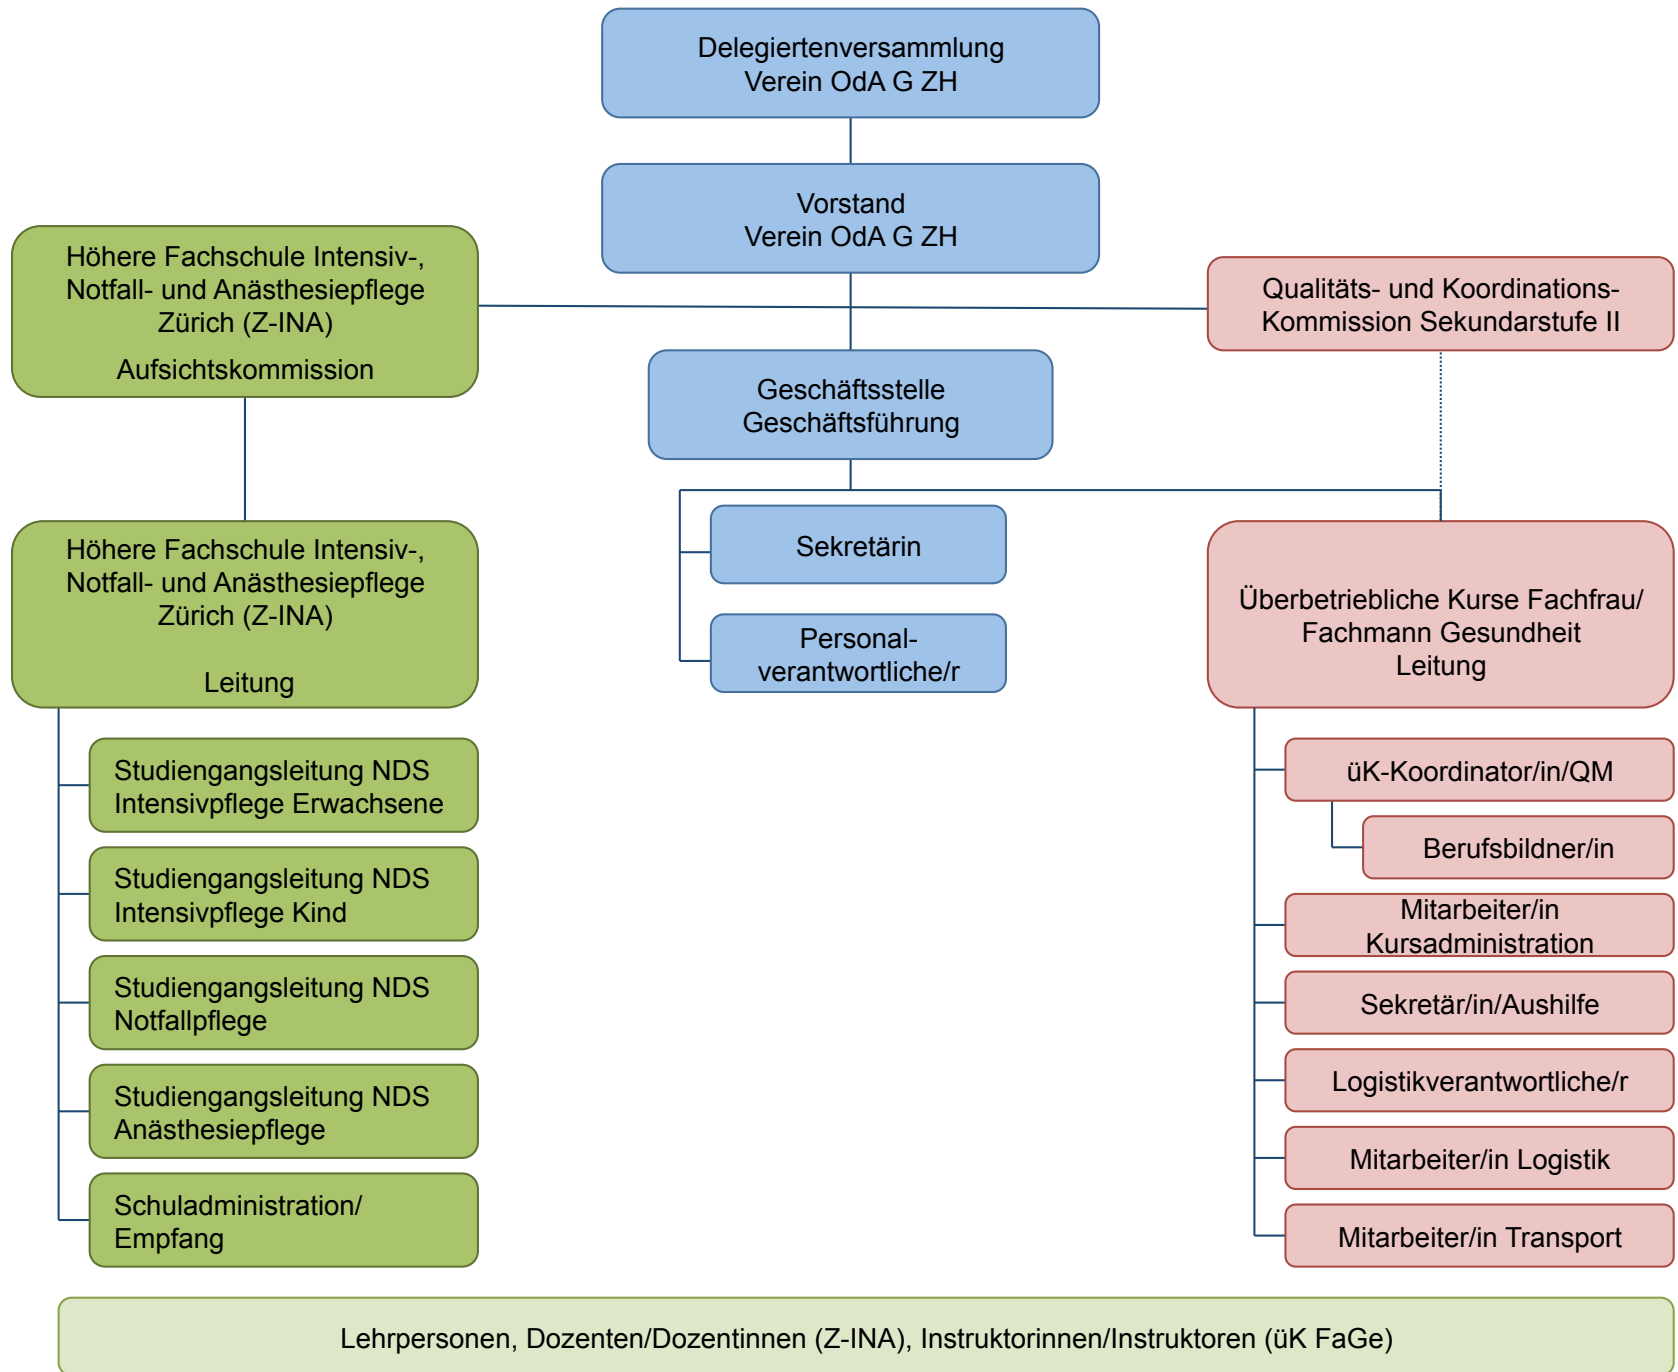 Delegiertenversammlung
Verein OdA G ZH
Vorstand
Verein OdA G ZH
Höhere Fachschule Intensiv-,
Notfall- und Anästhesiepflege
Zürich (Z-INA)
Aufsichtskommission
Qualitäts- und Koordinations-
Kommission Sekundarstufe II
Geschäftsstelle
Geschäftsführung
Sekretärin
Personal-
verantwortliche/r
Höhere Fachschule Intensiv-,
Notfall- und Anästhesiepflege
Zürich (Z-INA)
Leitung
Studiengangsleitung NDS
Intensivpflege Erwachsene
Studiengangsleitung NDS
Intensivpflege Kind
Studiengangsleitung NDS
Notfallpflege
Studiengangsleitung NDS
Anästhesiepflege
Schuladministration/
Empfang
Überbetriebliche Kurse Fachfrau/
Fachmann Gesundheit
Leitung
üK-Koordinator/in/QM
Berufsbildner/in
Mitarbeiter/in
Kursadministration
Sekretär/in/Aushilfe
Logistikverantwortliche/r
Mitarbeiter/in Logistik
Mitarbeiter/in Transport
Lehrpersonen, Dozenten/Dozentinnen (Z-INA), Instruktorinnen/Instruktoren (üK FaGe)